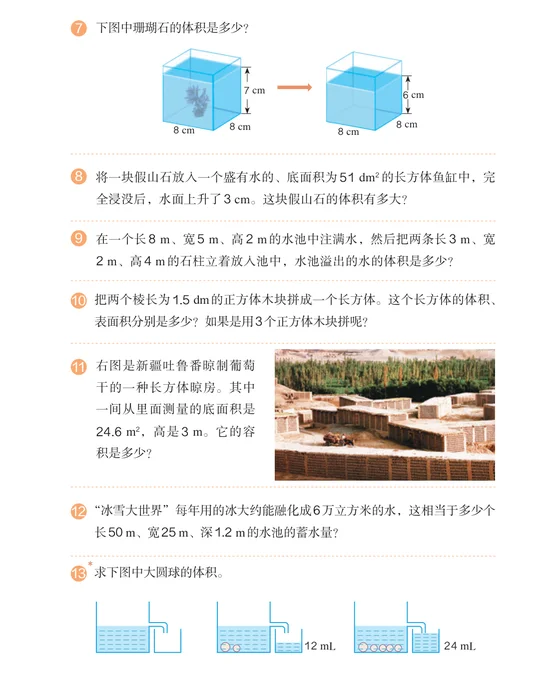 7 下图中珊瑚石的体积是多少？
7 cm
8 cm
8 cm
6 cm
8 cm
8 cm
8 将一块假山石放入一个盛有水的、底面积为51 dm²的长方体鱼缸中，完
全浸没后，水面上升了3 cm。这块假山石的体积有多大？
9 在一个长8 m、宽5 m、高2 m的水池中注满水，然后把两条长3 m、宽
2 m、高4 m的石柱立着放入池中，水池溢出的水的体积是多少？
10 把两个棱长为1.5 dm的正方体木块拼成一个长方体。这个长方体的体积、
表面积分别是多少？如果是用3个正方体木块拼呢？
11 右图是新疆吐鲁番晾制葡萄
干的一种长方体晾房。其中
一间从里面测量的底面积是
24.6 m²，高是3 m。它的容
积是多少？
12 “冰雪大世界”每年用的冰大约能融化成6万立方米的水，这相当于多少个
长50 m、宽25 m、深1.2 m的水池的蓄水量？
13* 求下图中大圆球的体积。
12 mL
24 mL